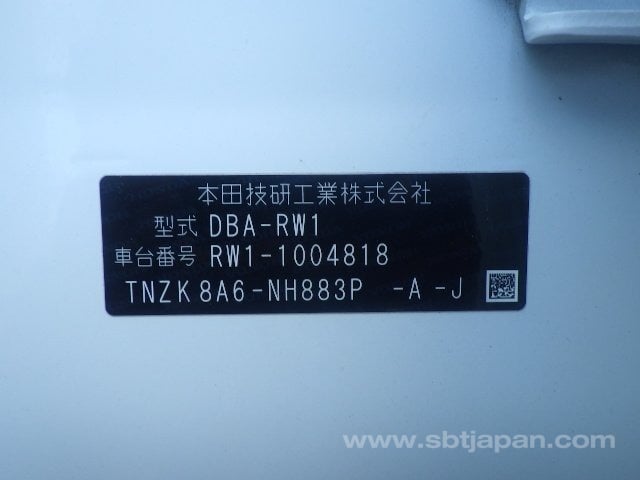 本田技研工業株式会社
型式 DBA-RW1
車台番号 RW1-1004818
TNZK 8A6-NH883P -A -J
www.sbtjapan.com